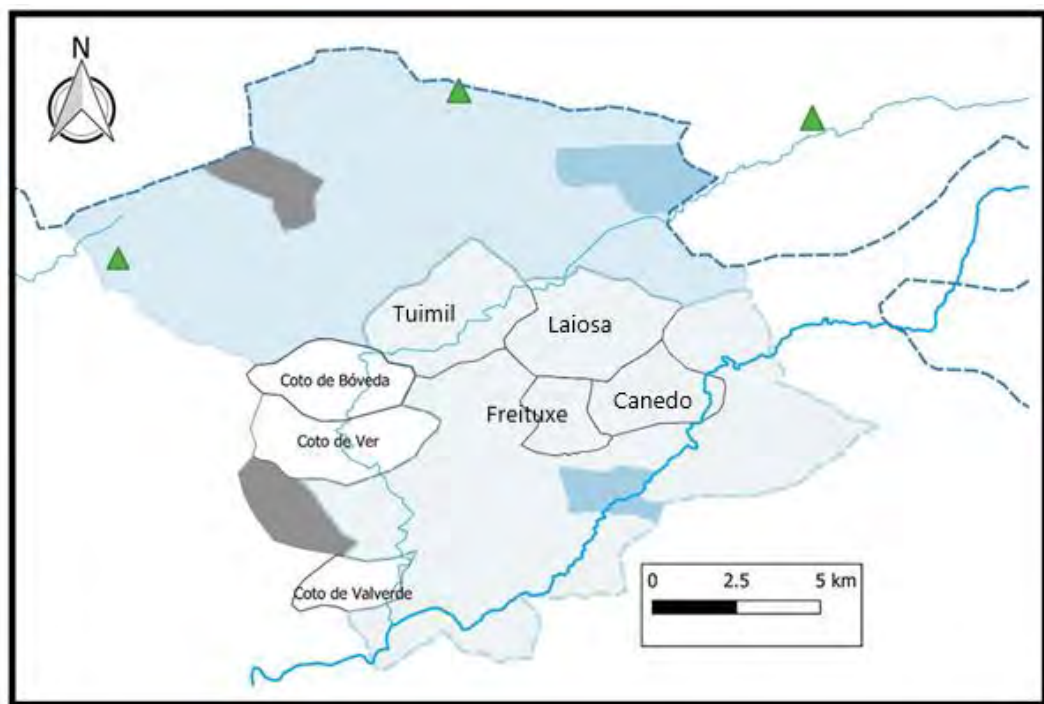 N
Tuimil
Laiosa
Coto de Bóveda
Canedo
Freituxe
Coto de Ver
0 2.5 5 km
Coto de Valverde